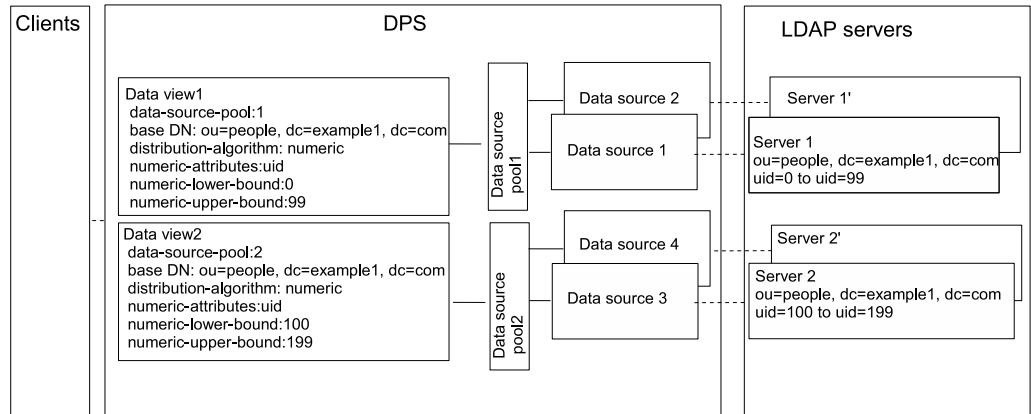 Clients
DPS
LDAP servers
Data view1
data-source-pool:1
base DN: ou=people, dc=example1, dc=com
distribution-algorithm: numeric
numeric-attributes:uid
numeric-lower-bound:0
numeric-upper-bound:99
Data source
pool1
Data source 2
Data source 1
Server 1'
Server 1
ou=people, dc=example1, dc=com
uid=0 to uid=99
Data view2
data-source-pool:2
base DN: ou=people, dc=example1, dc=com
distribution-algorithm: numeric
numeric-attributes:uid
numeric-lower-bound:100
numeric-upper-bound:199
Data source
pool2
Data source 4
Data source 3
Server 2'
Server 2
ou=people, dc=example1, dc=com
uid=100 to uid=199